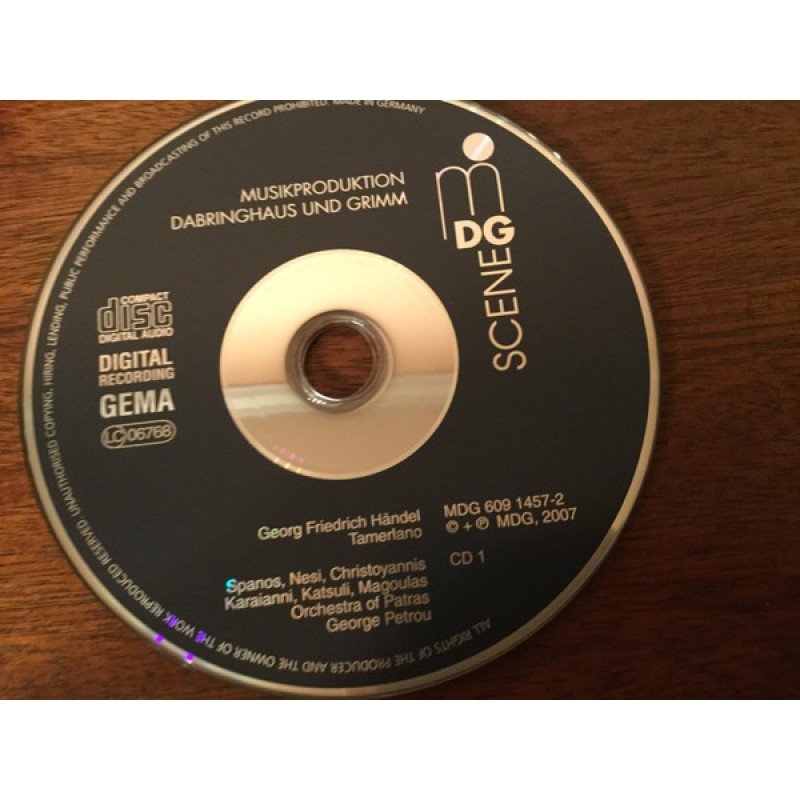 ALL RIGHTS OF THE PRODUCER AND THE OWNER OF THE WORK REPRODUCED RESERVED. UNAUTHORISED COPYING, HIRING, LENDING, PUBLIC PERFORMANCE AND BROADCASTING OF THIS RECORD PROHIBITED. MADE IN GERMANY
MUSIKPRODUKTION
DABRINGHAUS UND GRIMM
mDG
SCENE
COMPACT
disc
DIGITAL AUDIO
DIGITAL
RECORDING
GEMA
LC 06768
Georg Friedrich Händel
Tamerlano
MDG 609 1457-2
© + ℗ MDG, 2007
CD 1
Spanos, Nesi, Christoyannis
Karaianni, Katsuli, Magoulas
Orchestra of Patras
George Petrou